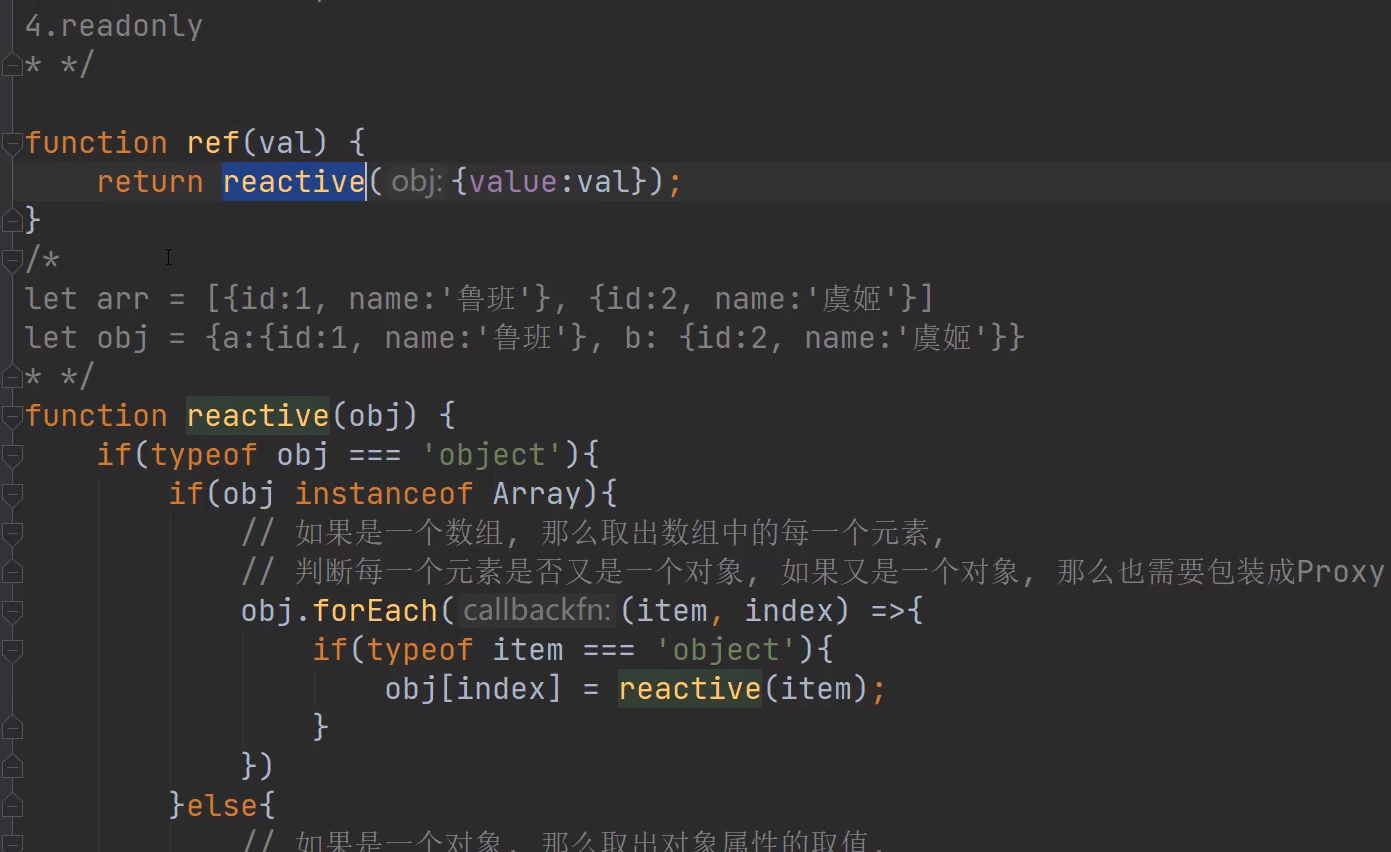 4.readonly
* */
function ref(val) {
    return reactive( obj: {value:val});
}
/*
let arr = [{id:1, name:'鲁班'}, {id:2, name:'虞姬'}]
let obj = {a:{id:1, name:'鲁班'}, b: {id:2, name:'虞姬'}}
* */
function reactive(obj) {
    if(typeof obj === 'object'){
        if(obj instanceof Array){
            // 如果是一个数组, 那么取出数组中的每一个元素,
            // 判断每一个元素是否又是一个对象, 如果又是一个对象, 那么也需要包装成Proxy
            obj.forEach( callbackfn: (item, index) =>{
                if(typeof item === 'object'){
                    obj[index] = reactive(item);
                }
            })
        }else{
            // 如果是一个对象, 那么取出对象属性的取值,